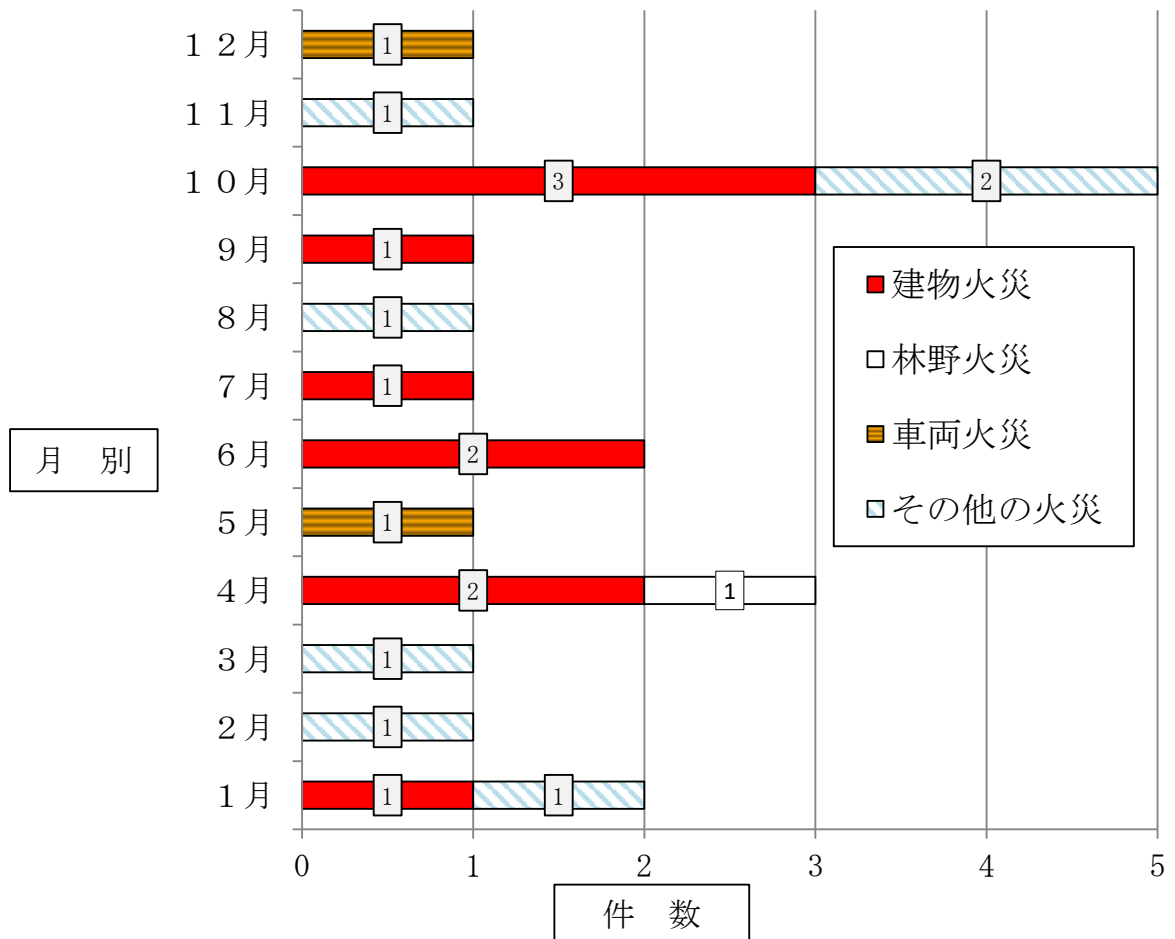 １２月
1
１１月
1
１０月
3
2
９月
1
８月
1
７月
1
６月
2
５月
1
４月
2
1
３月
1
２月
1
１月
1
1
0
1
2
3
4
5
月　別
件　数
建物火災
林野火災
車両火災
その他の火災